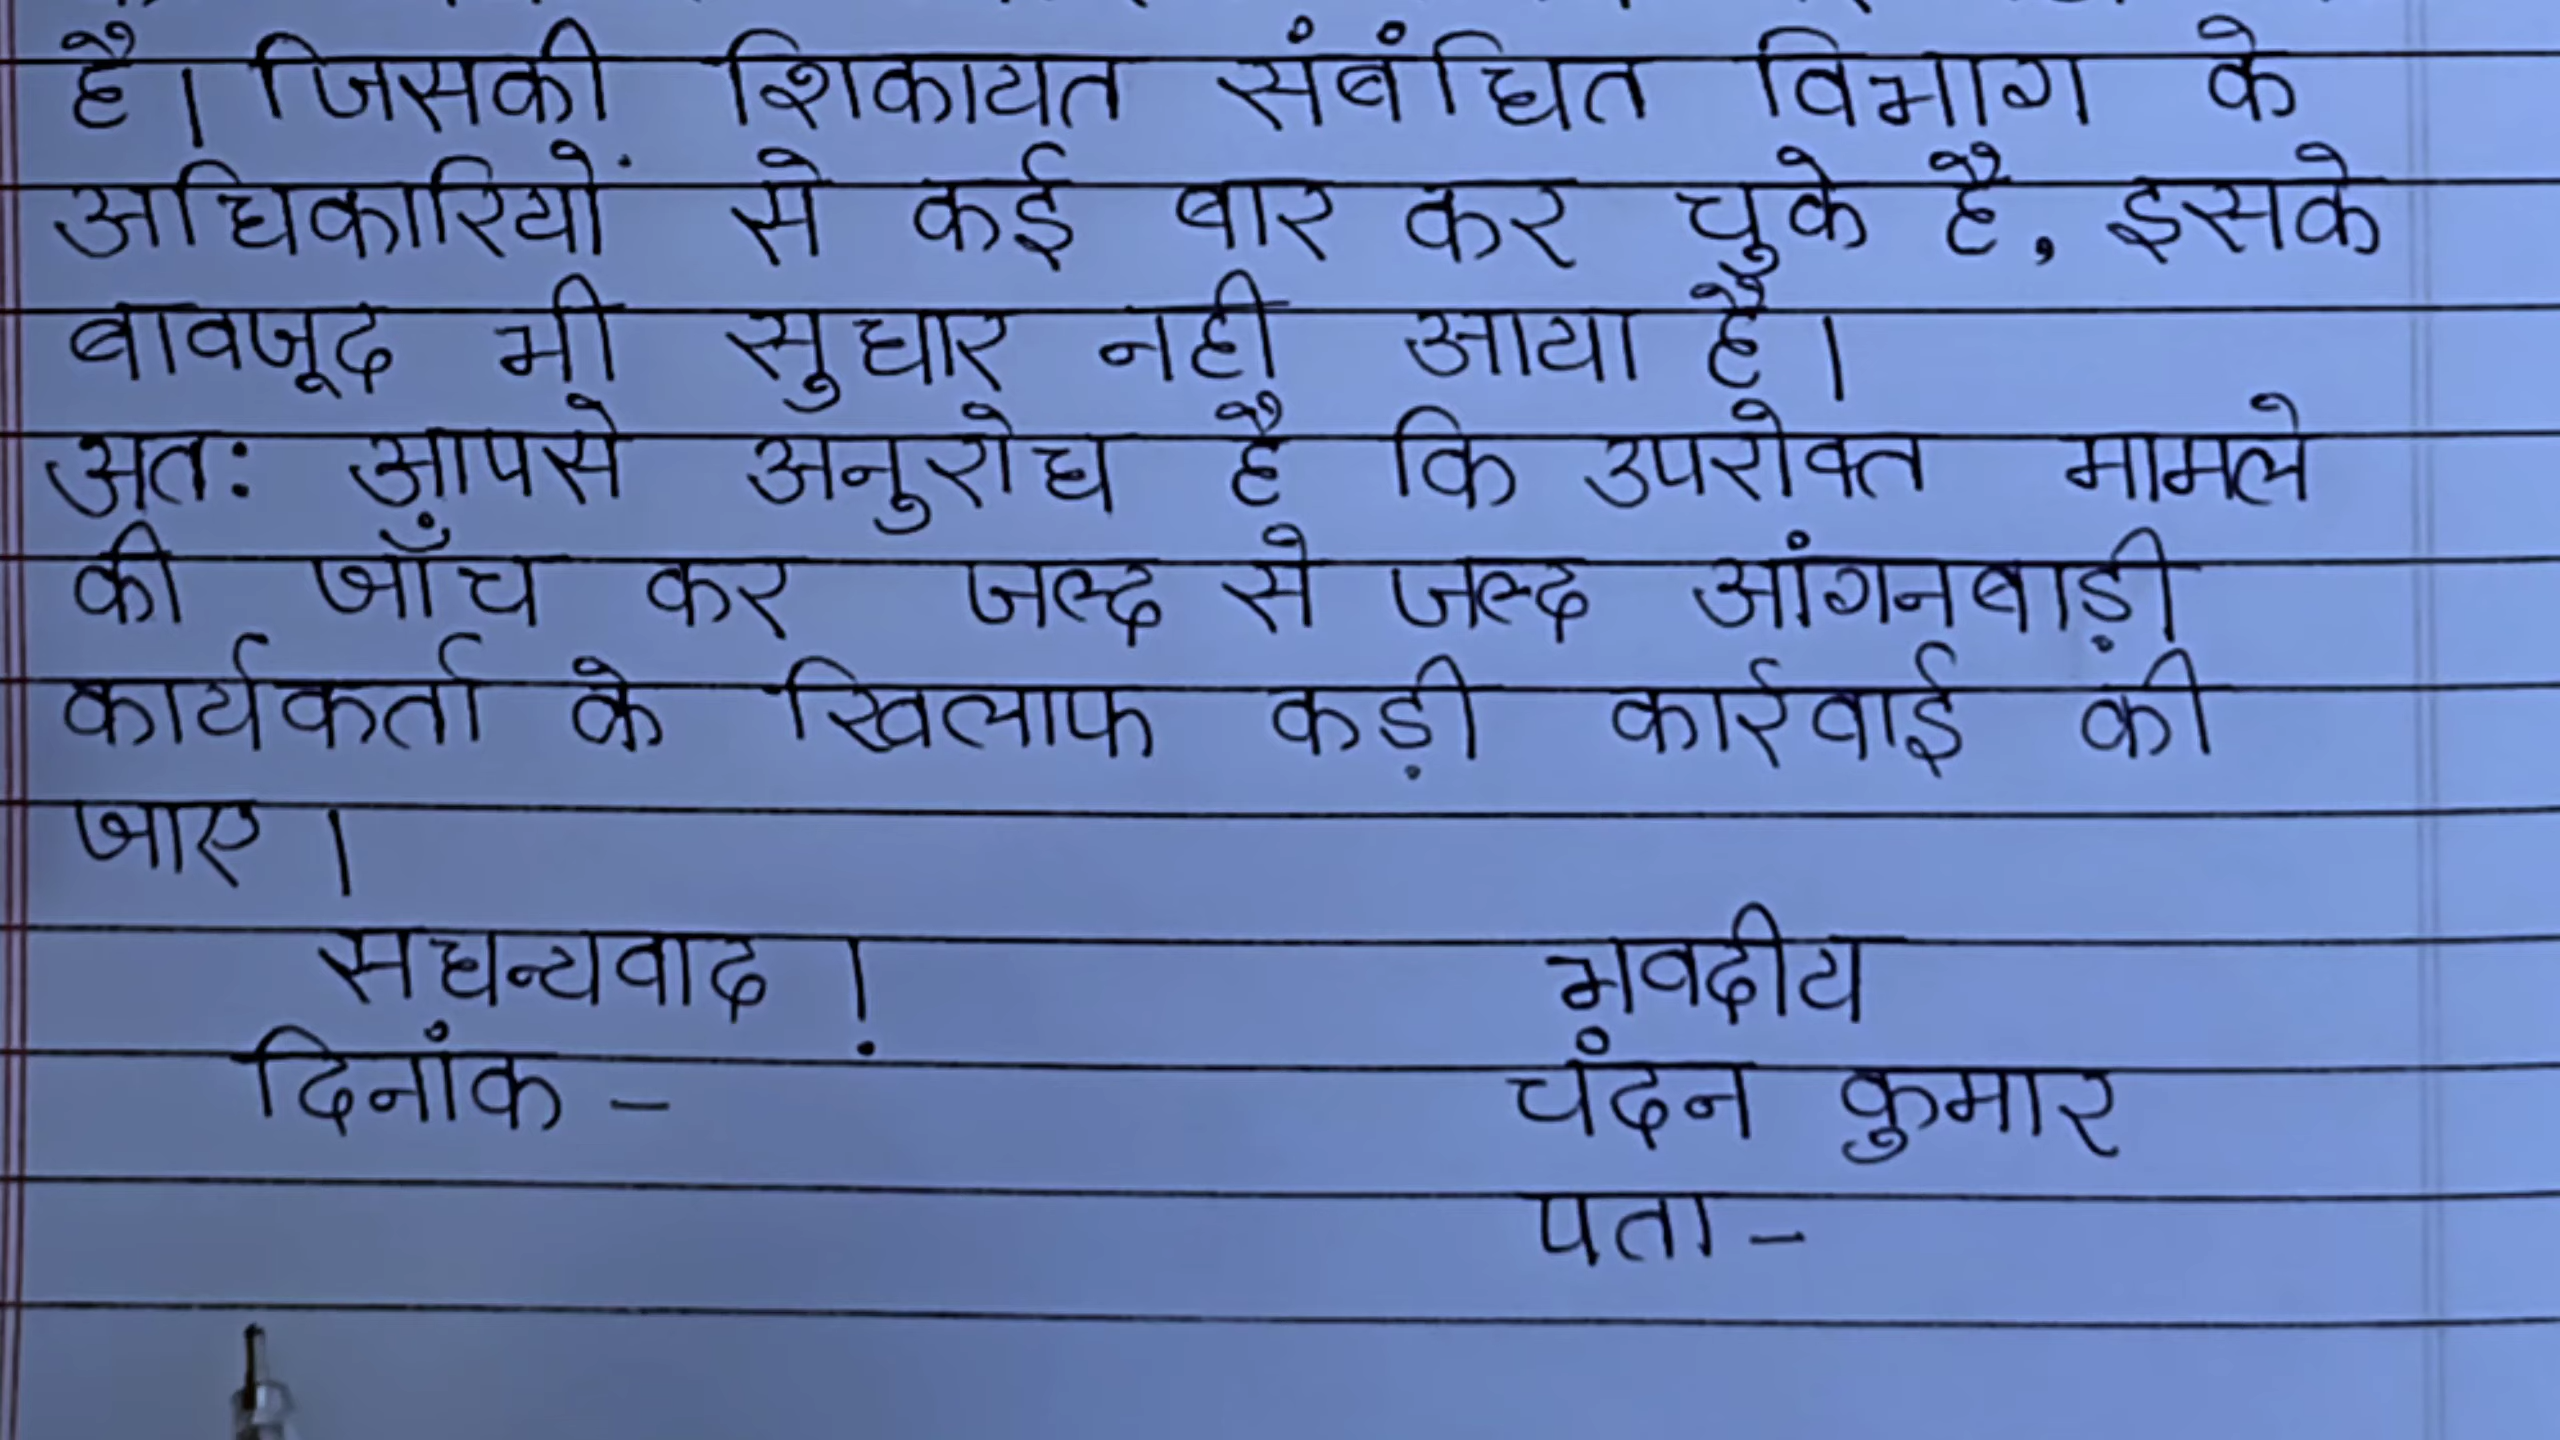 है। जिसकी शिकायत संबंधित विभाग के
अधिकारियों से कई बार कर चुके है, इसके
बावजूद भी सुधार नही आया है।
अतः आपसे अनुरोध है कि उपरोक्त मामले
की जाँच कर जल्द से जल्द आंगनबाड़ी
कार्यकर्ता के खिलाफ कड़ी कार्रवाई की
जाए।
सधन्यवाद ! भवदीय
दिनांक - चंदन कुमार
पता -